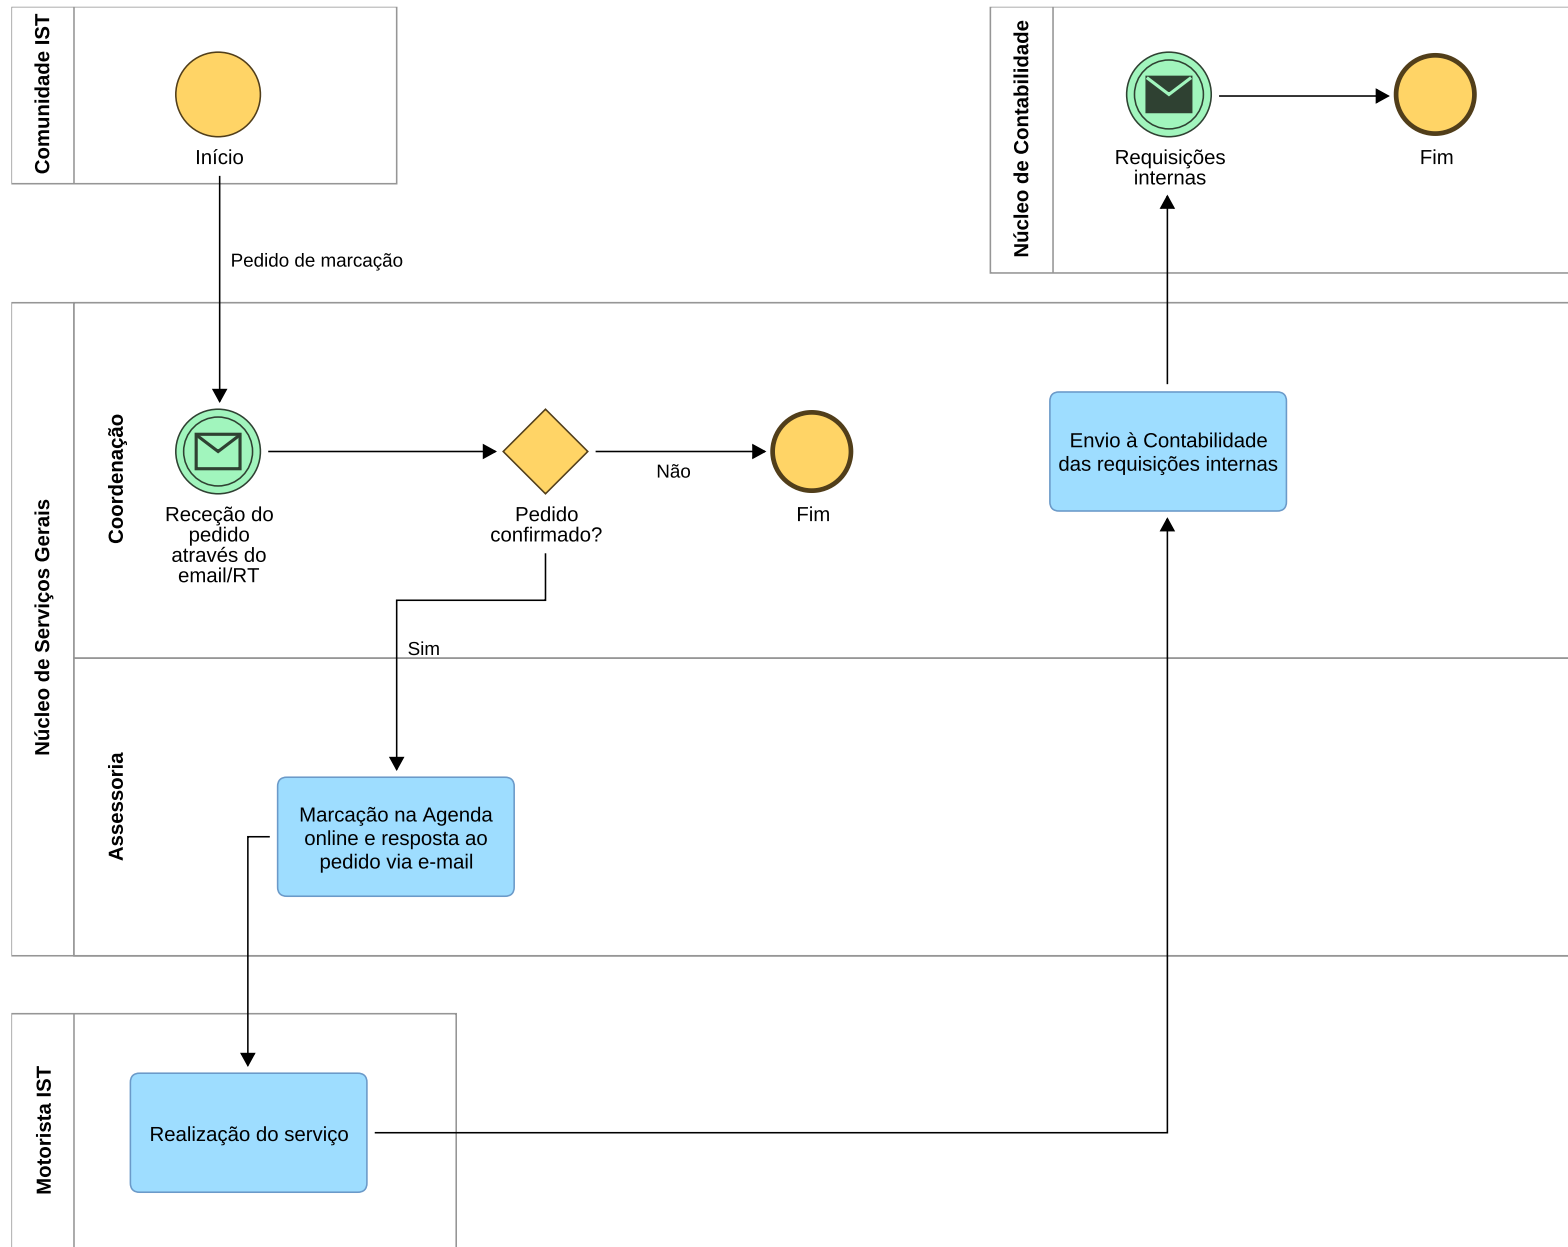 Comunidade IST
Início
Pedido de marcação
Núcleo de Contabilidade
Requisições
internas
Fim
Núcleo de Serviços Gerais
Coordenação
Receção do
pedido
através do
email/RT
Pedido
confirmado?
Não
Fim
Sim
Envio à Contabilidade
das requisições internas
Assessoria
Marcação na Agenda
online e resposta ao
pedido via e-mail
Motorista IST
Realização do serviço